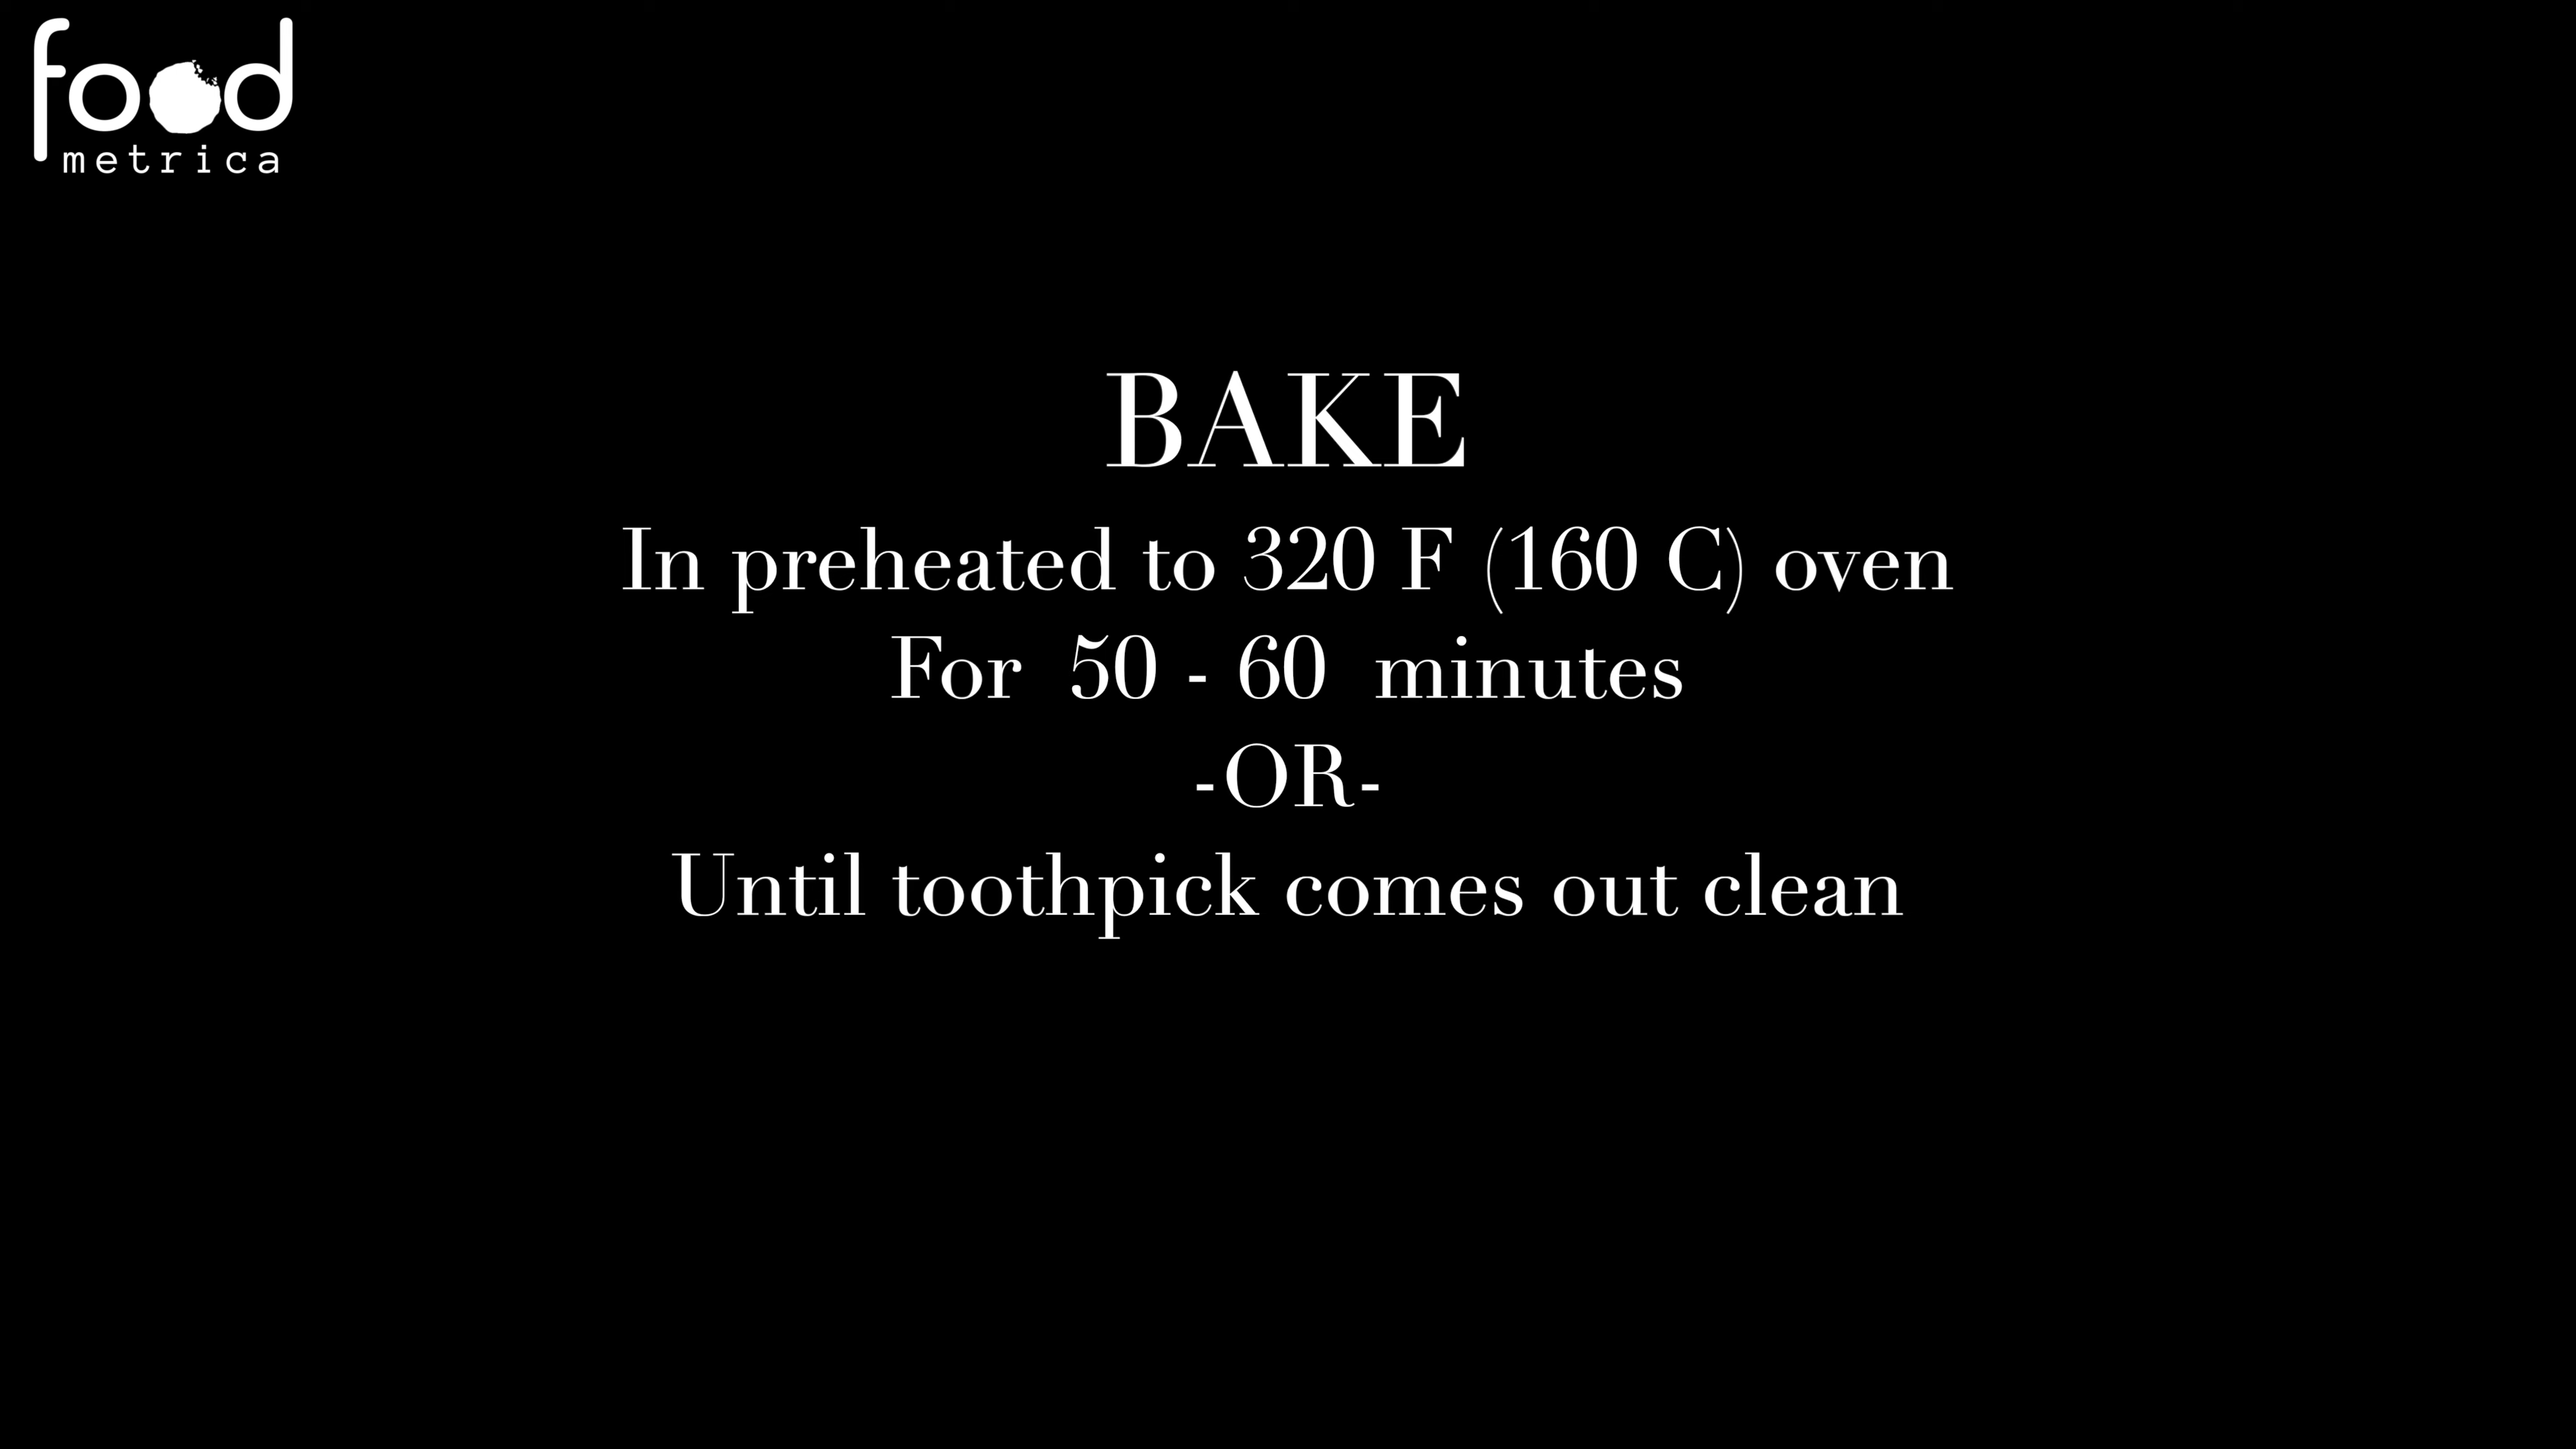 food
metrica
BAKE
In preheated to 320 F (160 C) oven
For 50 - 60 minutes
-OR-
Until toothpick comes out clean